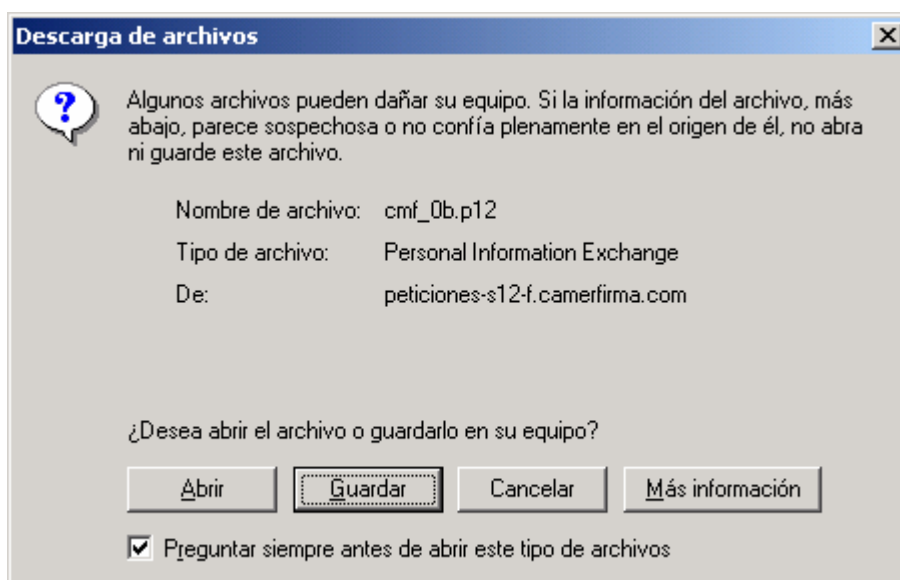 Descarga de archivos
Algunos archivos pueden dañar su equipo. Si la información del archivo, más
abajo, parece sospechosa o no confía plenamente en el origen de él, no abra
ni guarde este archivo.
Nombre de archivo: cmf_0b.p12
Tipo de archivo: Personal Information Exchange
De: peticiones-s12-f.camerfirma.com
¿Desea abrir el archivo o guardarlo en su equipo?
Abrir Guardar Cancelar Más información
Preguntar siempre antes de abrir este tipo de archivos